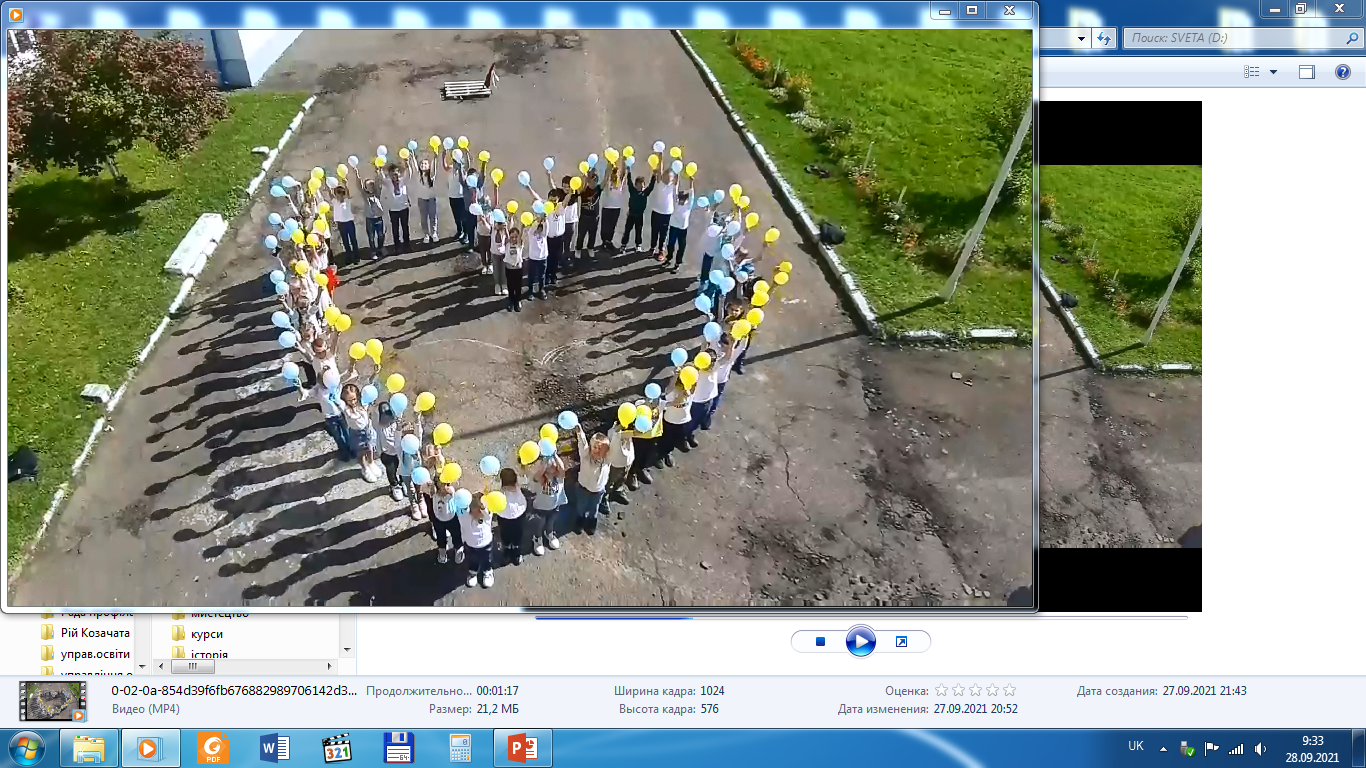 Поиск: SVETA (D:)
Рій Козачата
управ.освіти
мистецтво
курси
історія
0-02-0a-854d39f6fb676882989706142d3...
Видео (MP4)
Продолжительно... 00:01:17
Размер: 21,2 МБ
Ширина кадра: 1024
Высота кадра: 576
Оценка:
Дата изменения: 27.09.2021 20:52
Дата создания: 27.09.2021 21:43
PDF
W
321
64
P
UK
9:33
28.09.2021